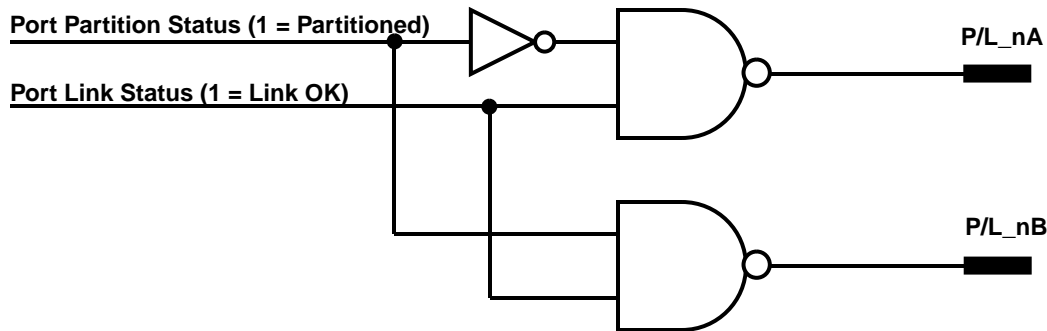 Port Partition Status (1 = Partitioned)
P/L_nA
Port Link Status (1 = Link OK)
P/L_nB